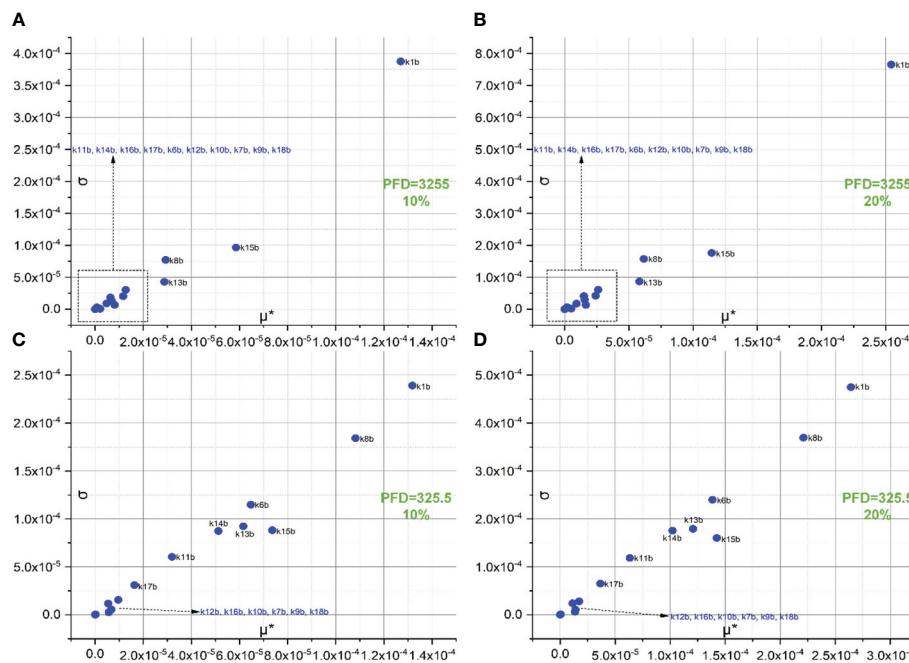 A
4.0x10⁻⁴
3.5x10⁻⁴
3.0x10⁻⁴
2.5x10⁻⁴
2.0x10⁻⁴
1.5x10⁻⁴
1.0x10⁻⁴
5.0x10⁻⁵
0.0
σ
k1b
k11b, k14b, k16b, k17b, k6b, k12b, k10b, k7b, k9b, k18b
PFD=3255
10%
k15b
k8b
k13b
μ*
0.0 2.0x10⁻⁵ 4.0x10⁻⁵ 6.0x10⁻⁵ 8.0x10⁻⁵ 1.0x10⁻⁴ 1.2x10⁻⁴ 1.4x10⁻⁴
B
8.0x10⁻⁴
7.0x10⁻⁴
6.0x10⁻⁴
5.0x10⁻⁴
4.0x10⁻⁴
3.0x10⁻⁴
2.0x10⁻⁴
1.0x10⁻⁴
0.0
σ
k1b
k11b, k14b, k16b, k17b, k6b, k12b, k10b, k7b, k9b, k18b
PFD=3255
20%
k15b
k8b
k13b
μ*
0.0 5.0x10⁻⁵ 1.0x10⁻⁴ 1.5x10⁻⁴ 2.0x10⁻⁴ 2.5x10⁻⁴
C
2.5x10⁻⁴
2.0x10⁻⁴
1.5x10⁻⁴
1.0x10⁻⁴
5.0x10⁻⁵
0.0
σ
k1b
k8b
PFD=325.5
10%
k6b
k14b
k13b
k15b
k11b
k17b
k12b, k16b, k10b, k7b, k9b, k18b
μ*
0.0 2.0x10⁻⁵ 4.0x10⁻⁵ 6.0x10⁻⁵ 8.0x10⁻⁵ 1.0x10⁻⁴ 1.2x10⁻⁴ 1.4x10⁻⁴
D
5.0x10⁻⁴
4.0x10⁻⁴
3.0x10⁻⁴
2.0x10⁻⁴
1.0x10⁻⁴
0.0
σ
k1b
k8b
PFD=325.5
20%
k6b
k13b
k14b
k15b
k11b
k17b
k12b, k16b, k10b, k7b, k9b, k18b
μ*
0.0 5.0x10⁻⁵ 1.0x10⁻⁴ 1.5x10⁻⁴ 2.0x10⁻⁴ 2.5x10⁻⁴ 3.0x10